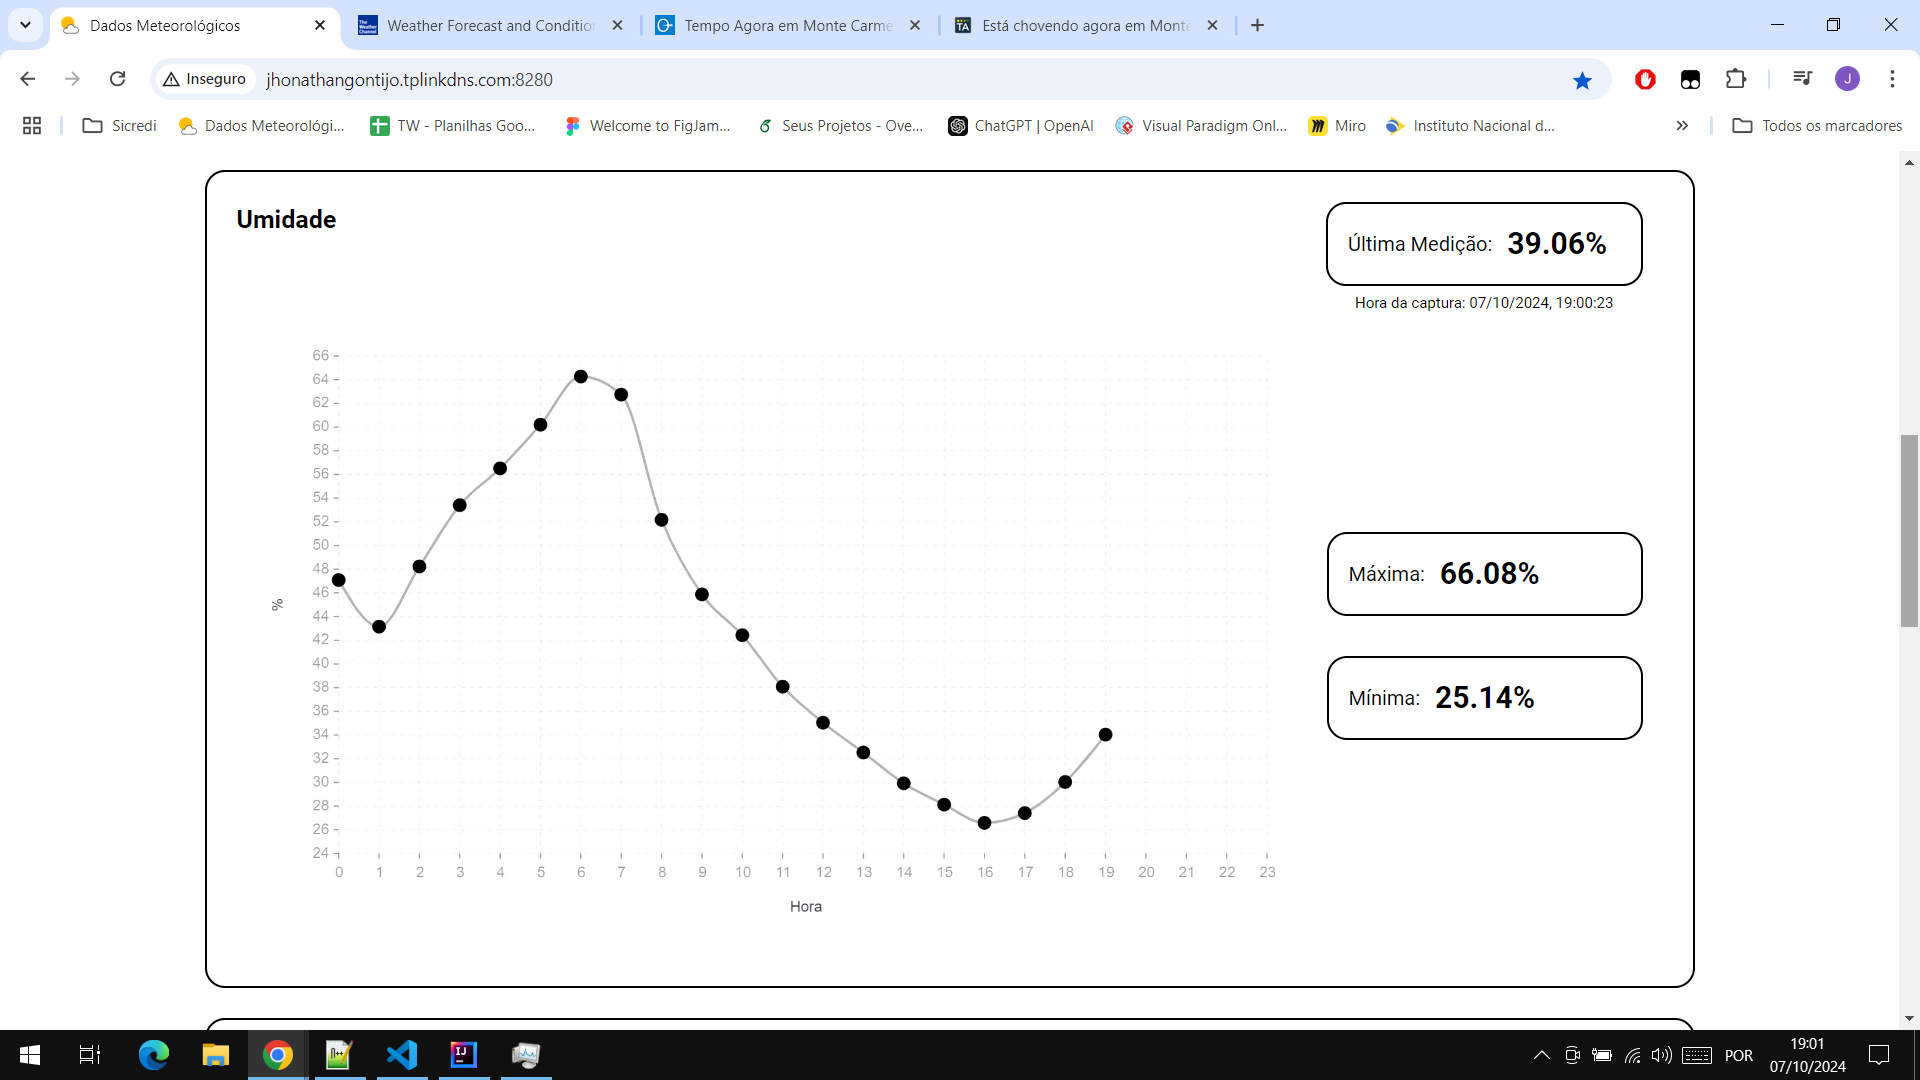 Dados Meteorológicos
Weather Forecast and Conditio
Tempo Agora em Monte Carme
Está chovendo agora em Monte
Inseguro
jhonathangontijo.tplinkdns.com:8280
J
Sicredi
Dados Meteorológi...
TW - Planilhas Goo...
Welcome to FigJam...
Seus Projetos - Ove...
ChatGPT | OpenAI
Visual Paradigm Onl...
Miro
Instituto Nacional d...
Todos os marcadores
Umidade
Última Medição: 39.06%
Hora da captura: 07/10/2024, 19:00:23
66
64
62
60
58
56
54
52
50
48
46
44
42
40
38
36
34
32
30
28
26
24
%
0 1 2 3 4 5 6 7 8 9 10 11 12 13 14 15 16 17 18 19 20 21 22 23
Hora
Máxima: 66.08%
Mínima: 25.14%
POR
19:01
07/10/2024